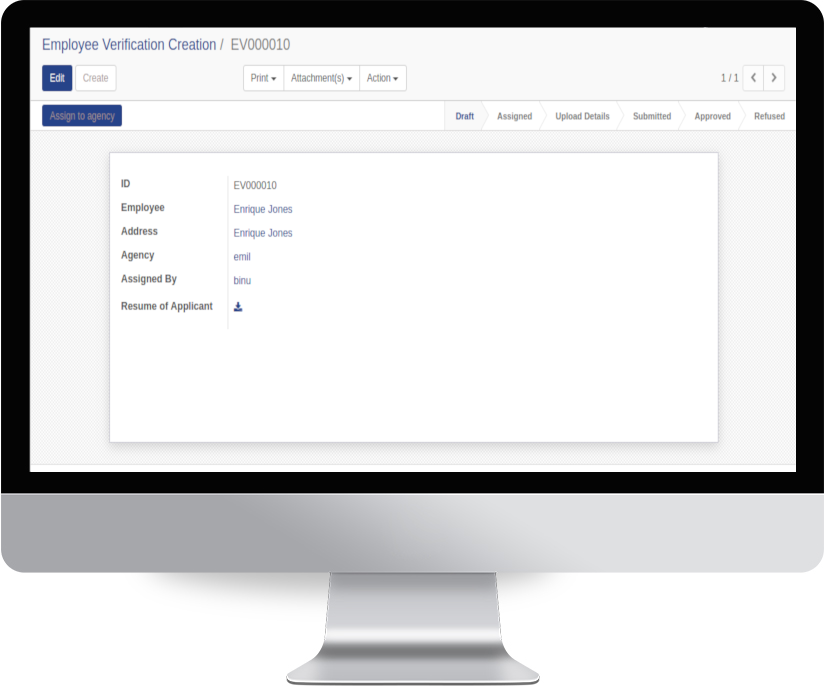 Employee Verification Creation / EV000010
Edit Create Print Attachment(s) Action 1 / 1
Assign to agency Draft Assigned Upload Details Submitted Approved Refused
ID EV000010
Employee Enrique Jones
Address Enrique Jones
Agency emil
Assigned By binu
Resume of Applicant